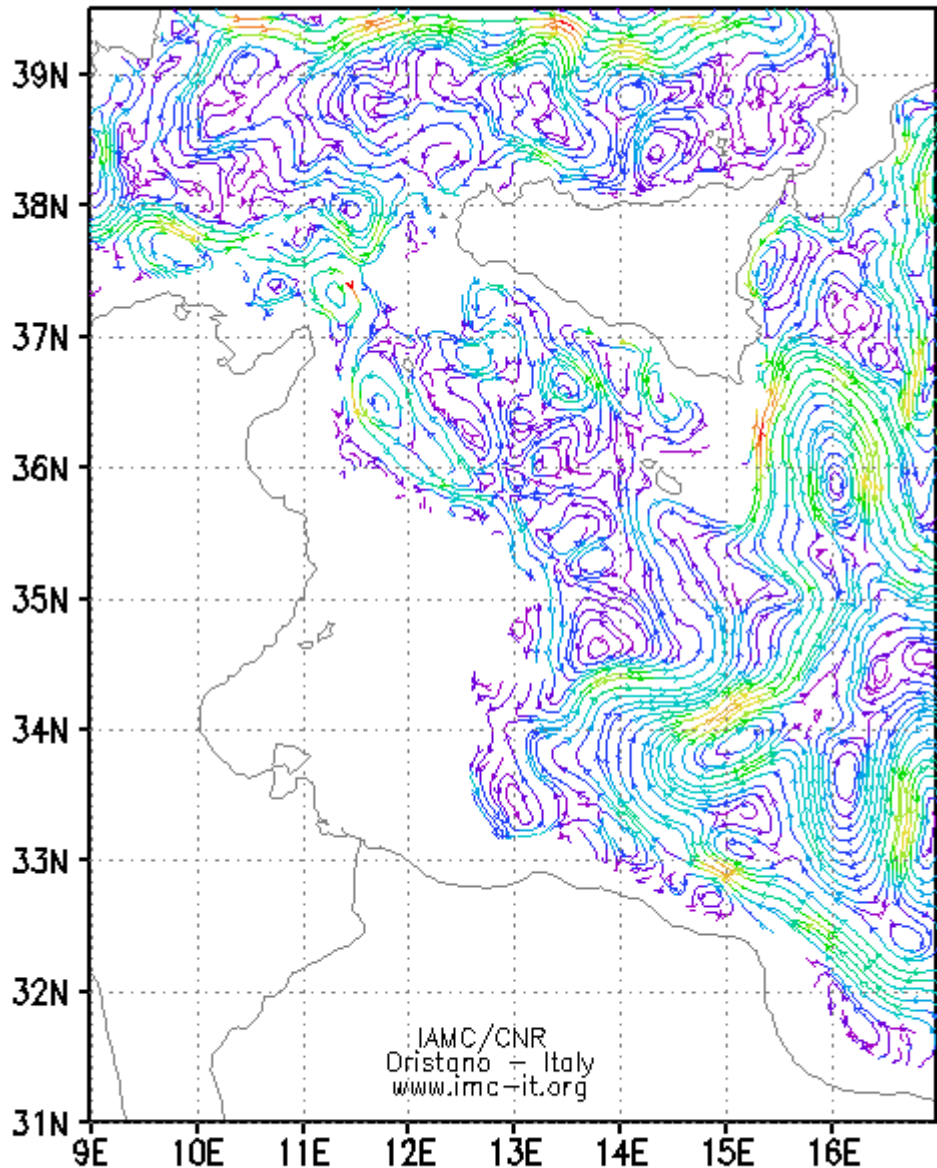 39N
38N
37N
36N
35N
34N
33N
32N
31N
IAMC/CNR
Oristano – Italy
www.imc-it.org
9E 10E 11E 12E 13E 14E 15E 16E